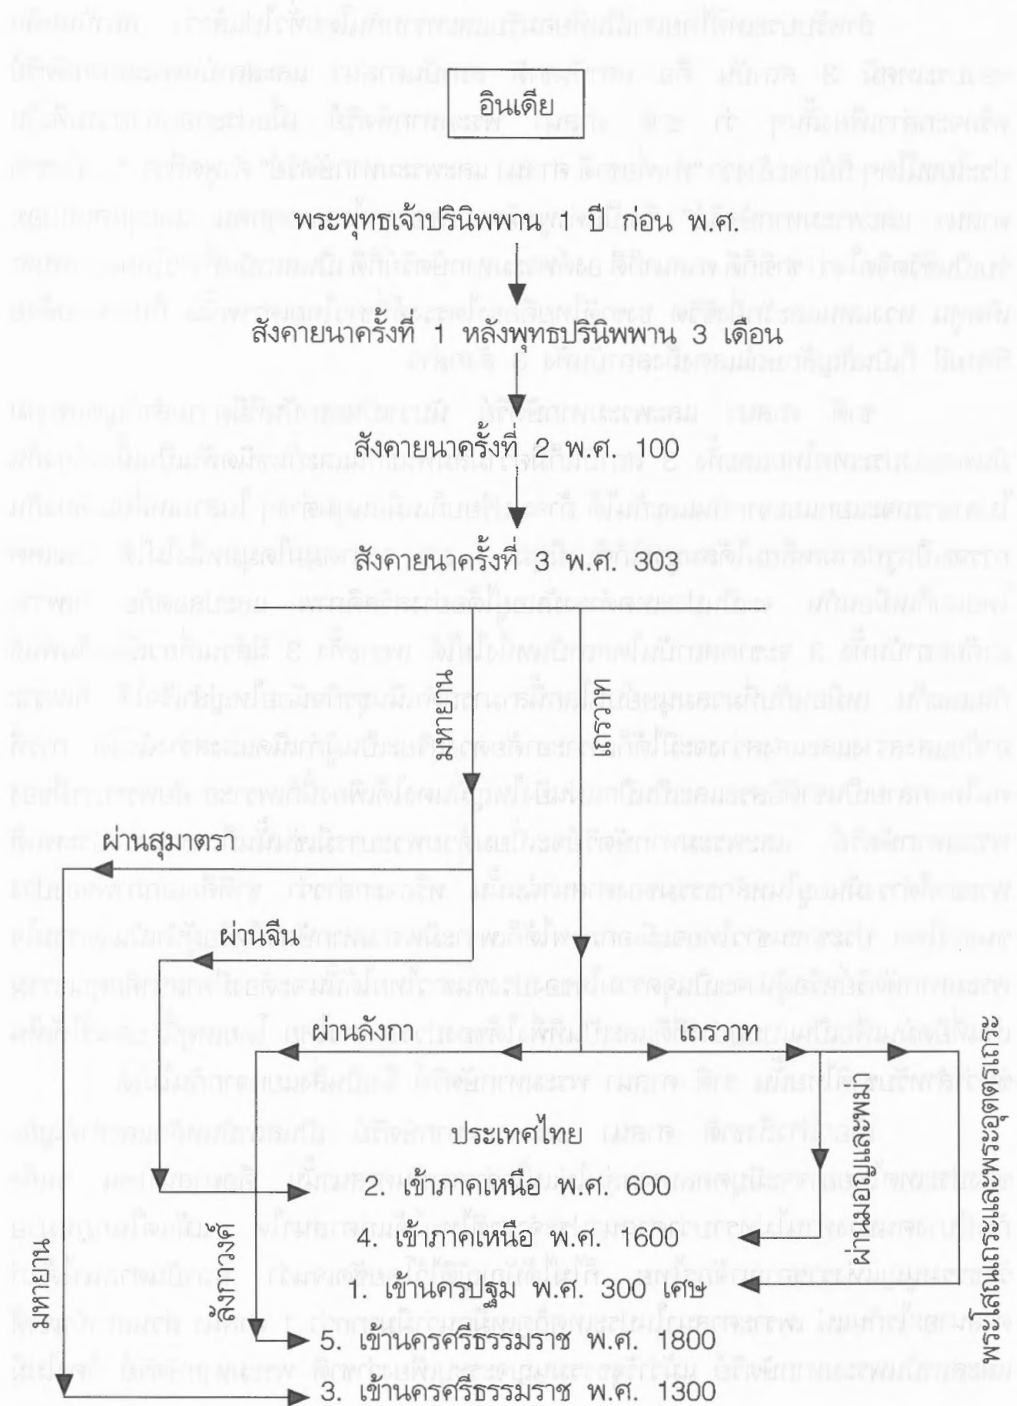 อินเดีย
พระพุทธเจ้าปรินิพพาน 1 ปี ก่อน พ.ศ.
สังคายนาครั้งที่ 1 หลังพุทธปรินิพพาน 3 เดือน
สังคายนาครั้งที่ 2 พ.ศ. 100
สังคายนาครั้งที่ 3 พ.ศ. 303
มหายาน
เถรวาท
ผ่านสุมาตรา
ผ่านจีน
ผ่านลังกา
เถรวาท
พระโสณเถระและพระอุตตรเถระ
ผ่านมอญและพม่า
ประเทศไทย
2. เข้าภาคเหนือ พ.ศ. 600
4. เข้าภาคเหนือ พ.ศ. 1600
มหายาน
ลังกาวงศ์
1. เข้านครปฐม พ.ศ. 300 เศษ
5. เข้านครศรีธรรมราช พ.ศ. 1800
3. เข้านครศรีธรรมราช พ.ศ. 1300